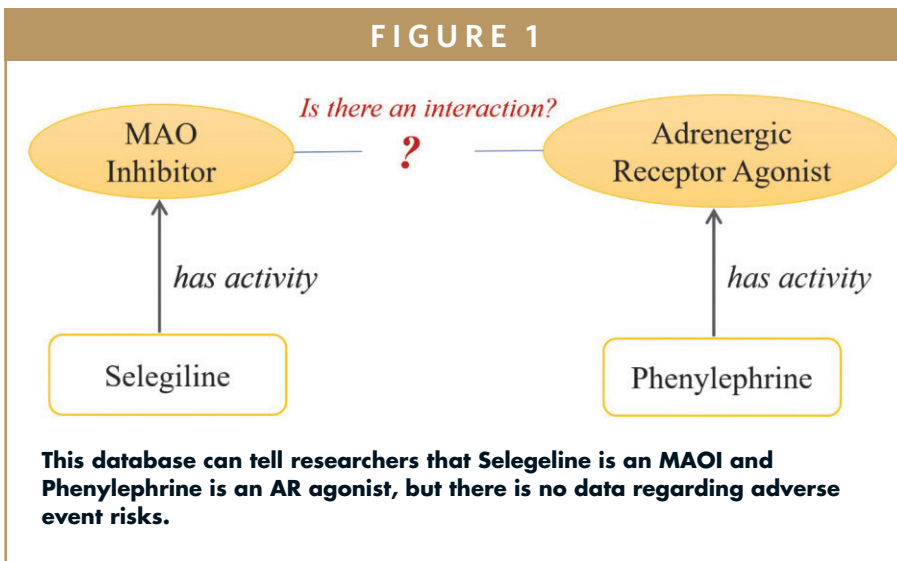 FIGURE 1
Is there an interaction?
MAO
Inhibitor
?
Adrenergic
Receptor Agonist
has activity
has activity
Selegiline
Phenylephrine
This database can tell researchers that Selegeline is an MAOI and
Phenylephrine is an AR agonist, but there is no data regarding adverse
event risks.